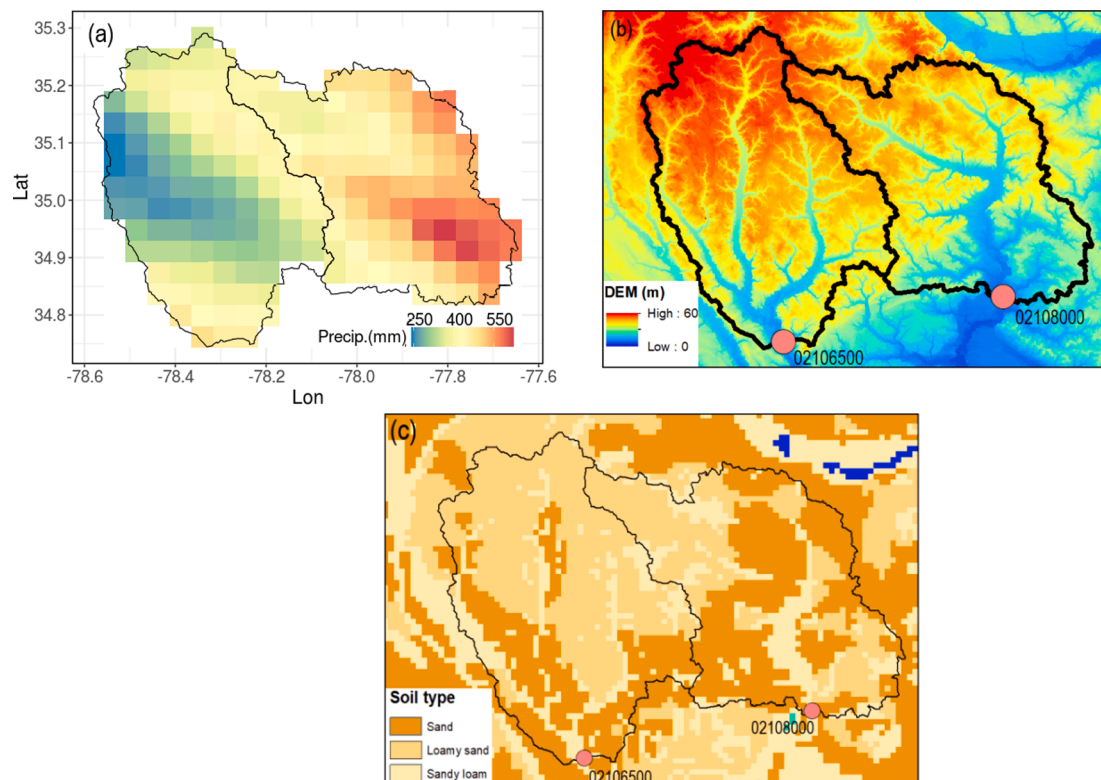 (a)
35.3
35.2
35.1
35.0
34.9
34.8
Lat
Precip.(mm)
250 400 550
-78.6 -78.4 -78.2 -78.0 -77.8 -77.6
Lon
(b)
DEM (m)
High : 60
Low : 0
02106500
02108000
(c)
Soil type
Sand
Loamy sand
Sandy loam
02108000
02106500